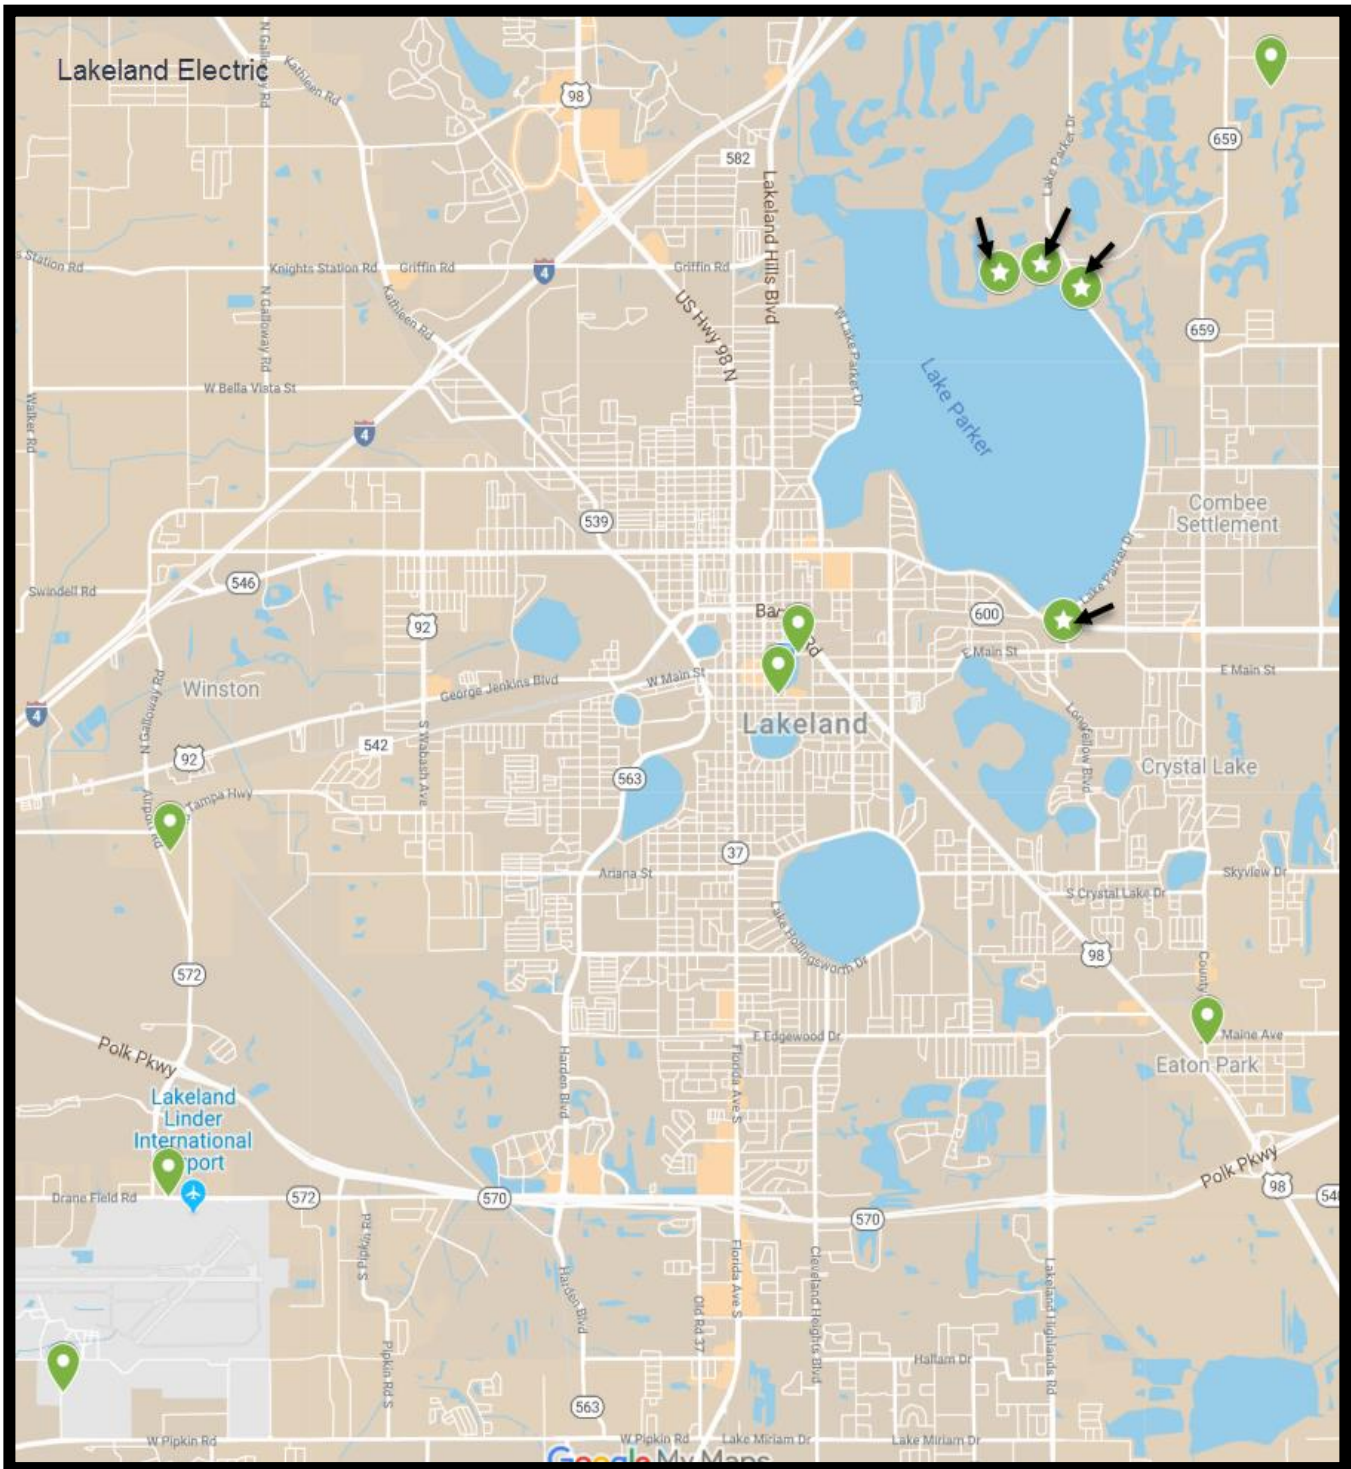 Lakeland Electric
N Galloway Rd
Kathleen Rd
98
659
582
Lake Parker Dr
Lakeland Hills Blvd
s Station Rd
Knights Station Rd
Griffin Rd
4
Griffin Rd
N Galloway Rd
Kathleen Rd
US Hwy 98 N
W Lake Parker Dr
659
Lake Parker
W Bella Vista St
Walker Rd
4
Combee
Settlement
539
Lake Parker Dr
546
Swindell Rd
92
600
Rd
E Main St
E Main St
W Main St
George Jenkins Blvd
Winston
N Galloway Rd
4
Lakeland
S Wabash Ave
542
92
563
Longfellow Blvd
Crystal Lake
Tampa Hwy
37
Ariana St
Skyview Dr
S Crystal Lake Dr
Lake Hollingsworth Dr
98
County
572
E Edgewood Dr
Maine Ave
Eaton Park
Polk Pkwy
Harden Blvd
Florida Ave S
Lakeland
Linder
International
port
Polk Pkwy
98
Drane Field Rd
572
570
570
S Pipkin Rd
Harden Blvd
Florida Ave S
Old Rd 37
Cleveland Heights Blvd
Lakeland Highlands Rd
Pipkin Rd S
Hallam Dr
563
W Pipkin Rd
W Pipkin Rd
Lake Miriam Dr
Lake Miriam Dr
Google My Maps